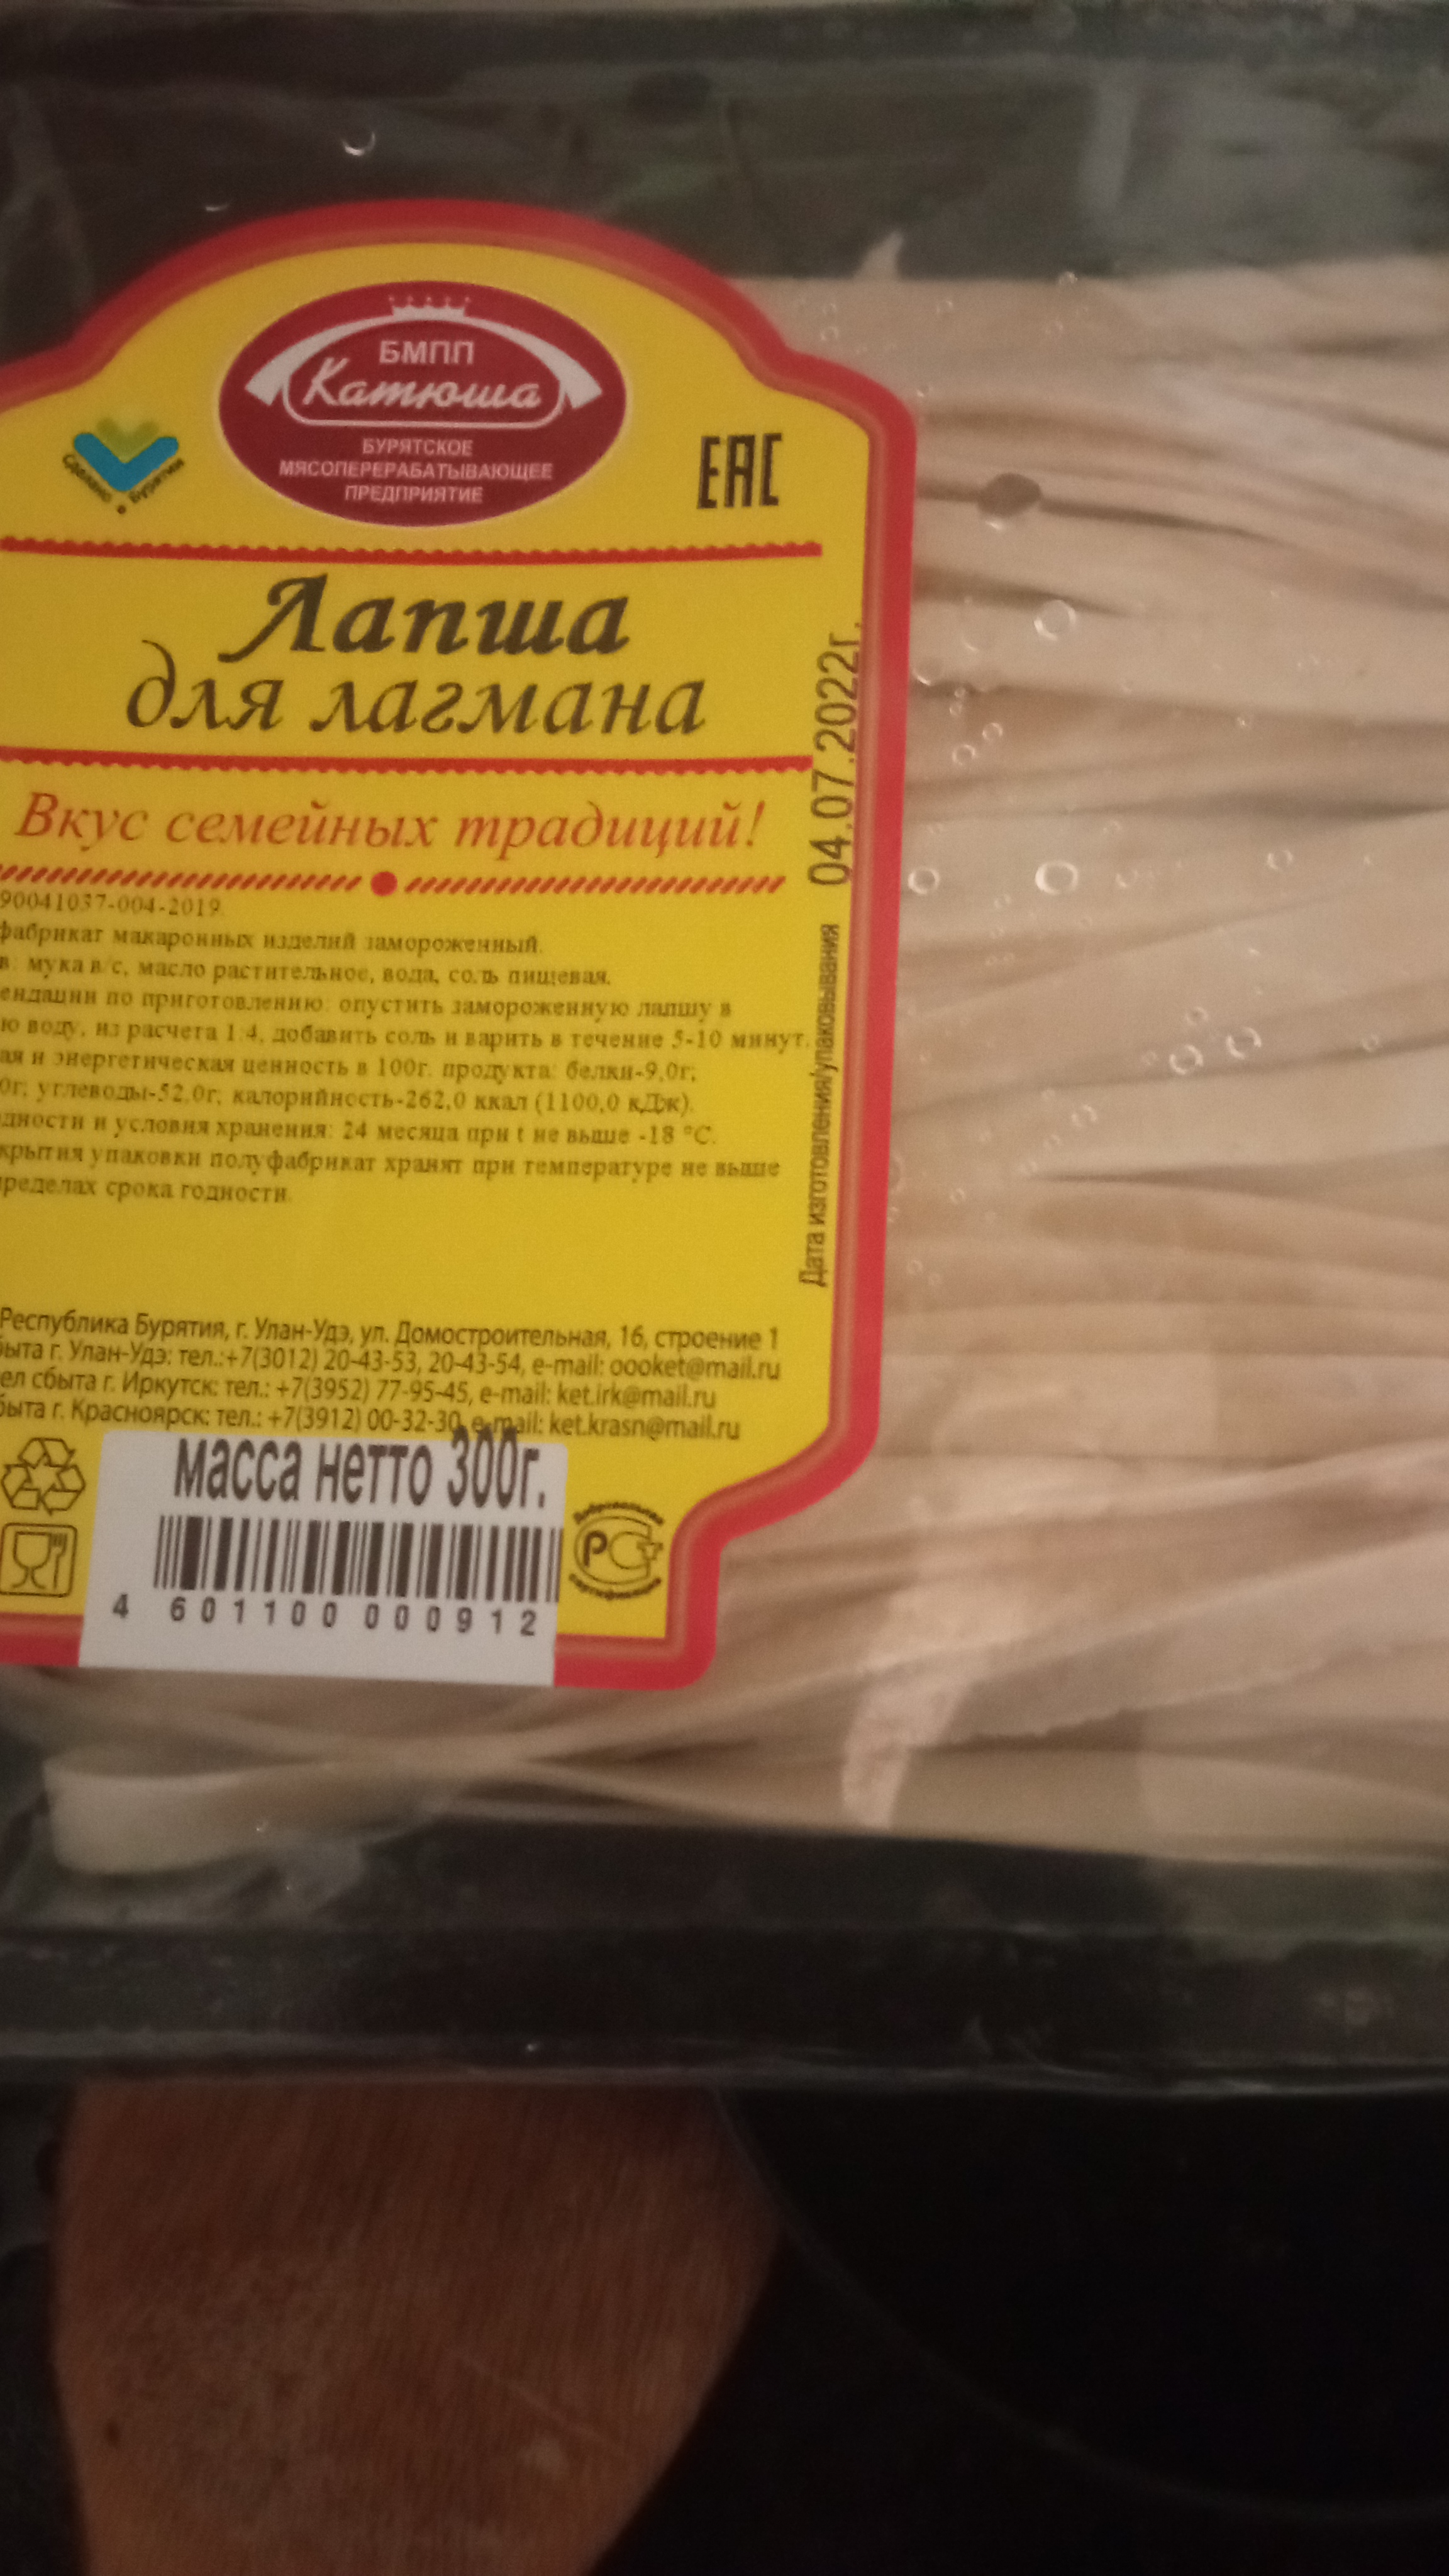 БМПП
Катюша
БУРЯТСКОЕ
МЯСОПЕРЕРАБАТЫВАЮЩЕЕ
ПРЕДПРИЯТИЕ
Сделано в Бурятии
EAC
Лапша
для лагмана
Вкус семейных традиций!
90041037-004-2019
фабрикат макаронных изделий замороженный.
в: мука в/с, масло растительное, вода, соль пищевая.
ендации по приготовлению: опустить замороженную лапшу в
ю воду, из расчета 1:4, добавить соль и варить в течение 5-10 минут.
ая и энергетическая ценность в 100г. продукта: белки-9,0г;
0г; углеводы-52,0г; калорийность-262,0 ккал (1100,0 кДж).
дности и условия хранения: 24 месяца при t не выше -18 °C.
крытия упаковки полуфабрикат хранят при температуре не выше
ределах срока годности.
Дата изготовления/упаковывания 04.07.2022г.
Республика Бурятия, г. Улан-Удэ, ул. Домостроительная, 16, строение 1
быта г. Улан-Удэ: тел.:+7(3012) 20-43-53, 20-43-54, e-mail: oooket@mail.ru
ел сбыта г. Иркутск: тел.: +7(3952) 77-95-45, e-mail: ket.irk@mail.ru
быта г. Красноярск: тел.: +7(3912) 00-32-30, e-mail: ket.krasn@mail.ru
масса нетто 300г.
4 601100 000912
Добровольная
РСТ
сертификация